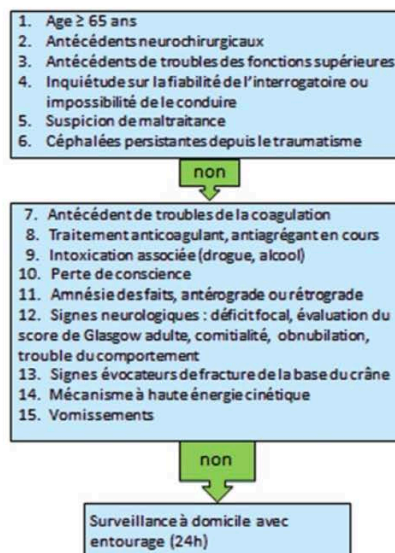 1. Age ≥ 65 ans
2. Antécédents neurochirurgicaux
3. Antécédents de troubles des fonctions supérieures
4. Inquiétude sur la fiabilité de l'interrogatoire ou
impossibilité de le conduire
5. Suspicion de maltraitance
6. Céphalées persistantes depuis le traumatisme
non
7. Antécédent de troubles de la coagulation
8. Traitement anticoagulant, antiagrégant en cours
9. Intoxication associée (drogue, alcool)
10. Perte de conscience
11. Amnésie des faits, antérograde ou rétrograde
12. Signes neurologiques : déficit focal, évaluation du
score de Glasgow adulte, comitialité, obnubilation,
trouble du comportement
13. Signes évocateurs de fracture de la base du crâne
14. Mécanisme à haute énergie cinétique
15. Vomissements
non
Surveillance à domicile avec
entourage (24h)